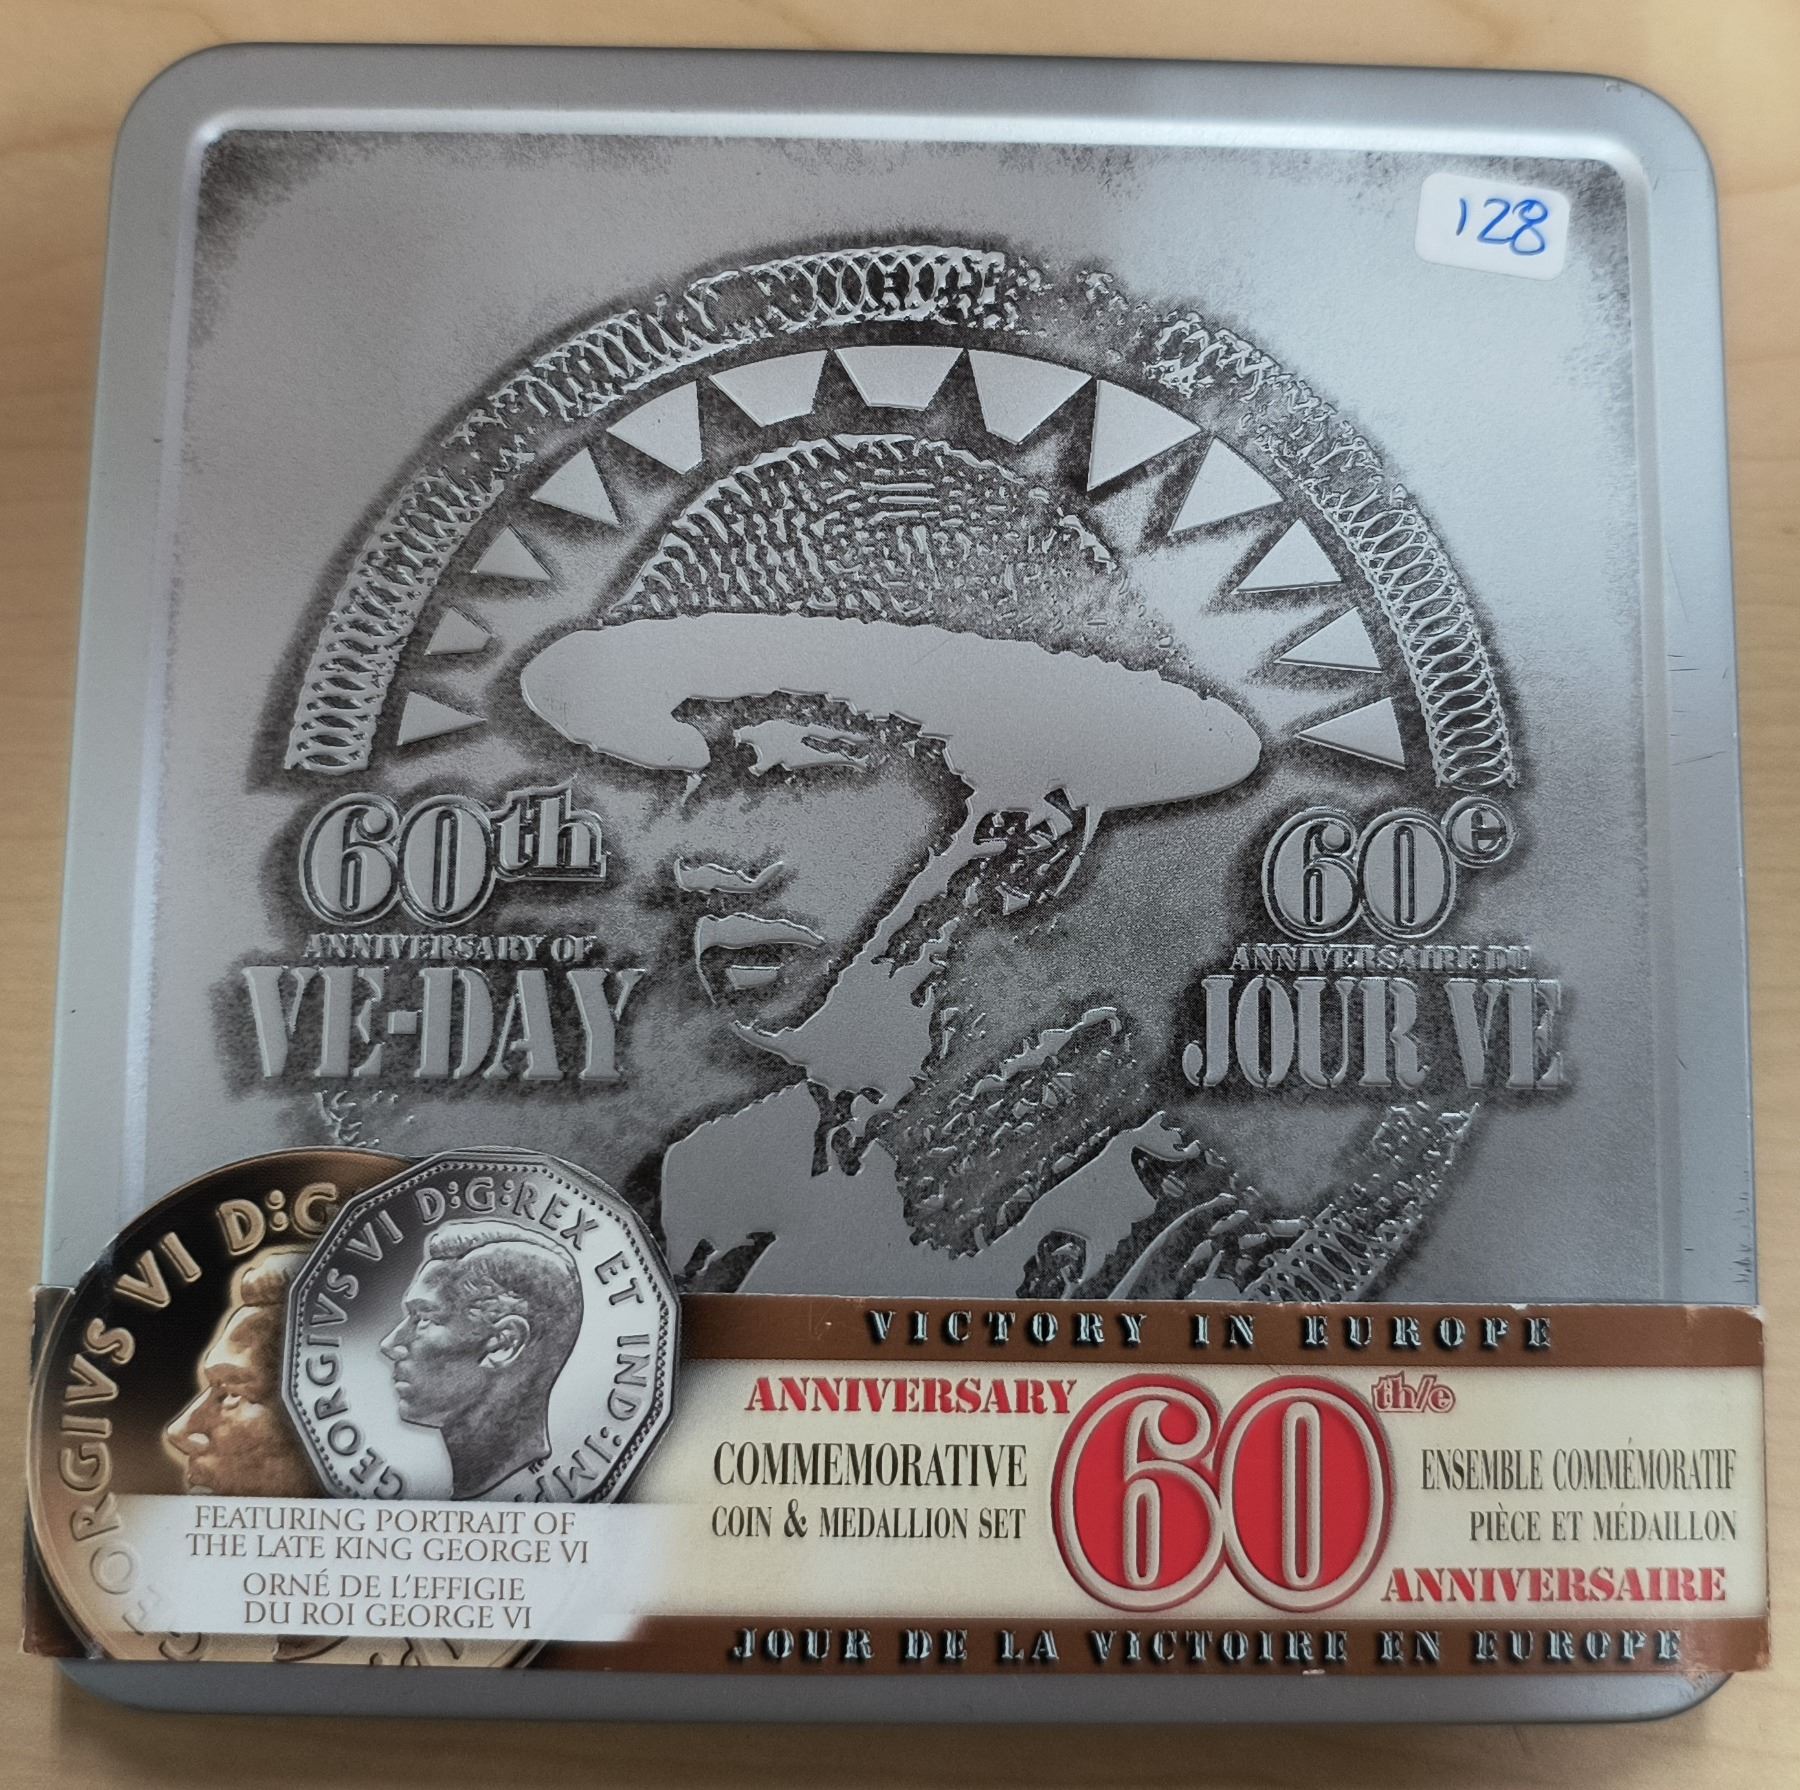 128
60th
ANNIVERSARY OF
VE-DAY
60e
ANNIVERSAIRE DU
JOUR VE
GEORGIVS VI D:G:REX ET IND:IMP
ORGIVS VI D:G
VICTORY IN EUROPE
ANNIVERSARY
60th/e
COMMEMORATIVE
COIN & MEDALLION SET
ENSEMBLE COMMÉMORATIF
PIÈCE ET MÉDAILLON
ANNIVERSAIRE
FEATURING PORTRAIT OF
THE LATE KING GEORGE VI
ORNÉ DE L'EFFIGIE
DU ROI GEORGE VI
JOUR DE LA VICTOIRE EN EUROPE